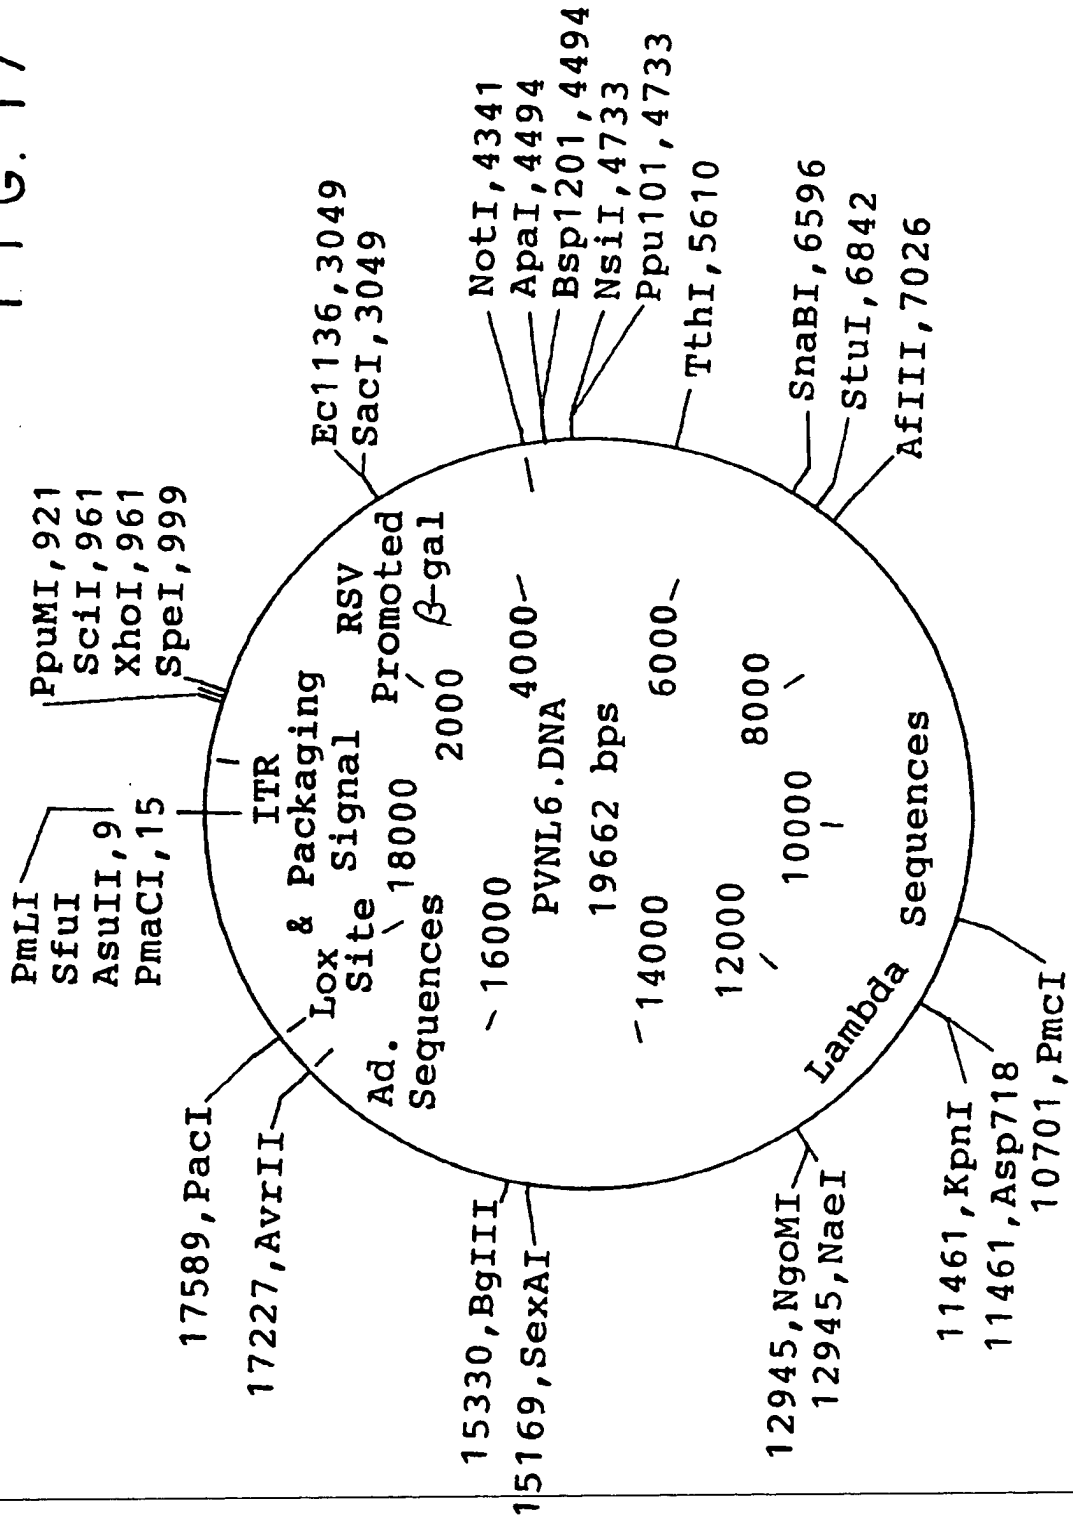 FIG. 17
PmLI
SfuI
AsuII,9
PmaCI,15
PpuMI,921
SciI,961
XhoI,961
SpeI,999
Ec1136,3049
SacI,3049
NotI,4341
ApaI,4494
Bsp1201,4494
NsiI,4733
Ppu101,4733
TthI,5610
SnaBI,6596
StuI,6842
AflII,7026
17589,PacI
17227,AvrII
15330,BglII
15169,SexAI
12945,NgoMI
12945,NaeI
11461,KpnI
11461,Asp718
10701,PmcI
ITR
& Packaging
Signal
Lox
Site
Ad.
Sequences
RSV
Promoted
β-gal
2000
4000
6000
8000
10000
12000
14000
16000
18000
PVNL6.DNA
19662 bps
Lambda
Sequences